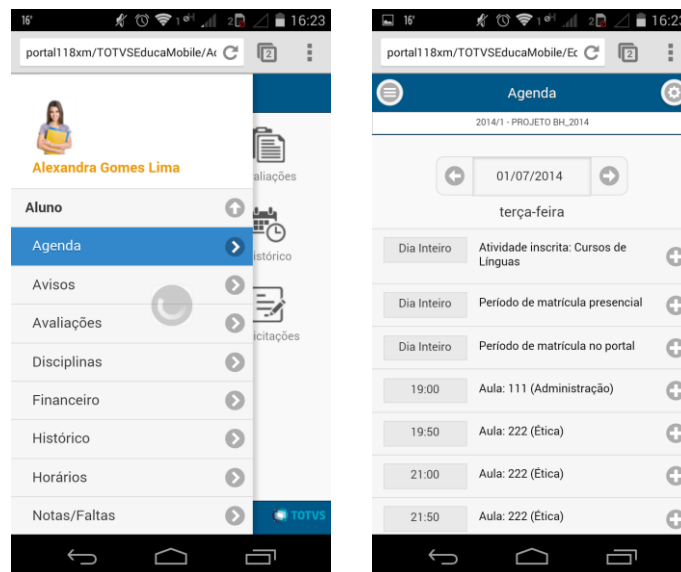 16'
16:23
portal118xm/TOTVSEducaMobile/Ac
2
Alexandra Gomes Lima
aliações
Aluno
Agenda
istórico
Avisos
Avaliações
icitações
Disciplinas
Financeiro
Histórico
Horários
Notas/Faltas
TOTVS
16'
16:23
portal118xm/TOTVSEducaMobile/Ec
2
Agenda
2014/1 - PROJETO BH_2014
01/07/2014
terça-feira
Dia Inteiro
Atividade inscrita: Cursos de
Línguas
Dia Inteiro
Período de matrícula presencial
Dia Inteiro
Período de matrícula no portal
19:00
Aula: 111 (Administração)
19:50
Aula: 222 (Ética)
21:00
Aula: 222 (Ética)
21:50
Aula: 222 (Ética)